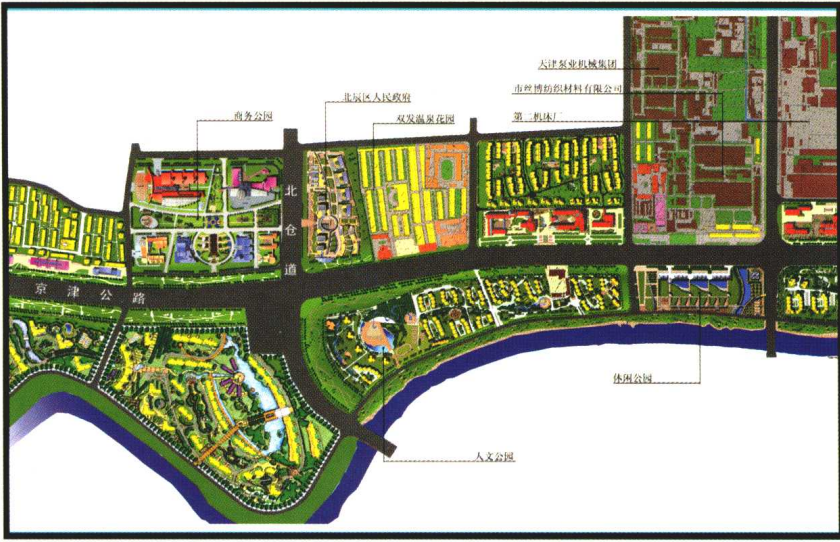 天津泵业机械集团
市丝博纺织材料有限公司
第二机床厂
北辰区人民政府
双发温泉花园
商务公园
北仓道
京津公路
休闲公园
人文公园